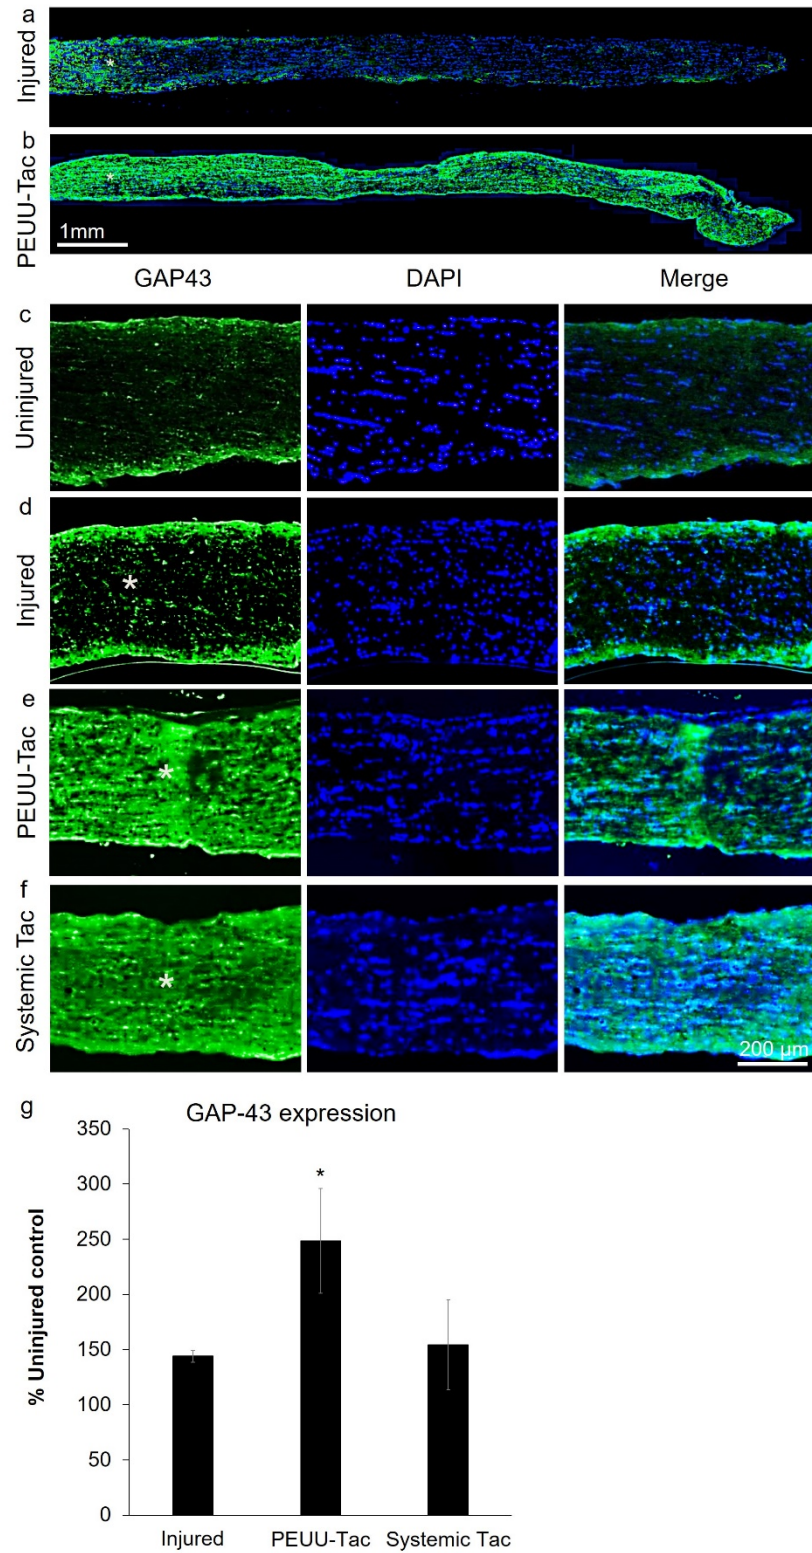 a
Injured
*
b
PEUU-Tac
*
1mm
GAP43 DAPI Merge
c
Uninjured
d
Injured
*
e
PEUU-Tac
*
f
Systemic Tac
*
200 µm
g
GAP-43 expression
350
300
250
200
150
100
50
0
% Uninjured control
*
Injured PEUU-Tac Systemic Tac